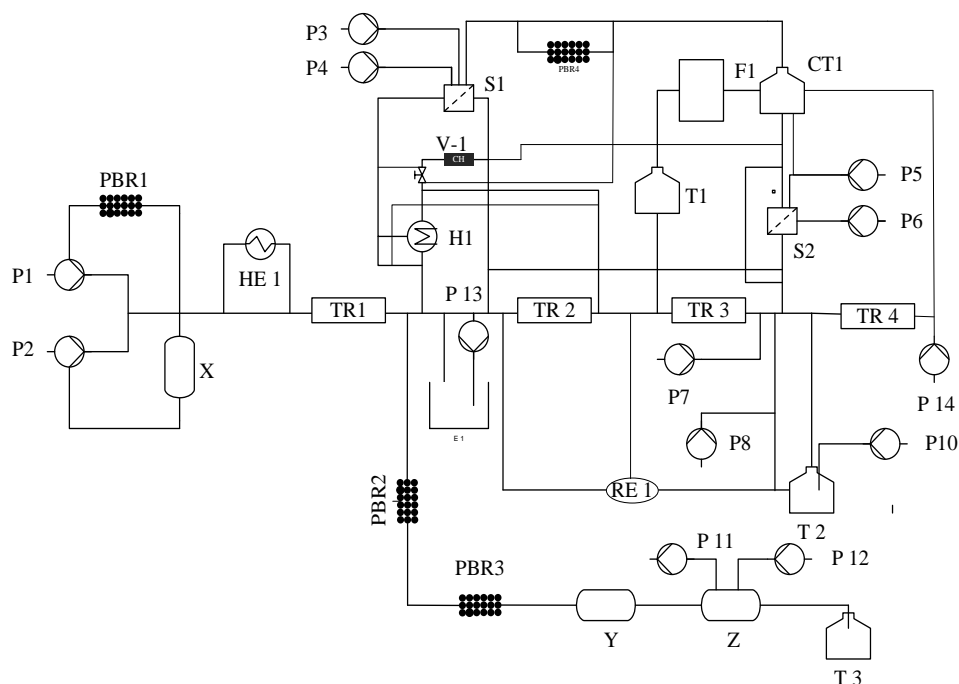 P3
P4
S1
PBR4
F1
CT1
V-1
CH
PBR1
T1
P5
P6
S2
H1
P1
HE 1
P 13
TR1
TR 2
TR 3
TR 4
P2
X
P7
P 14
E 1
P8
P10
PBR2
RE 1
T 2
P 11
P 12
PBR3
Y
Z
T 3